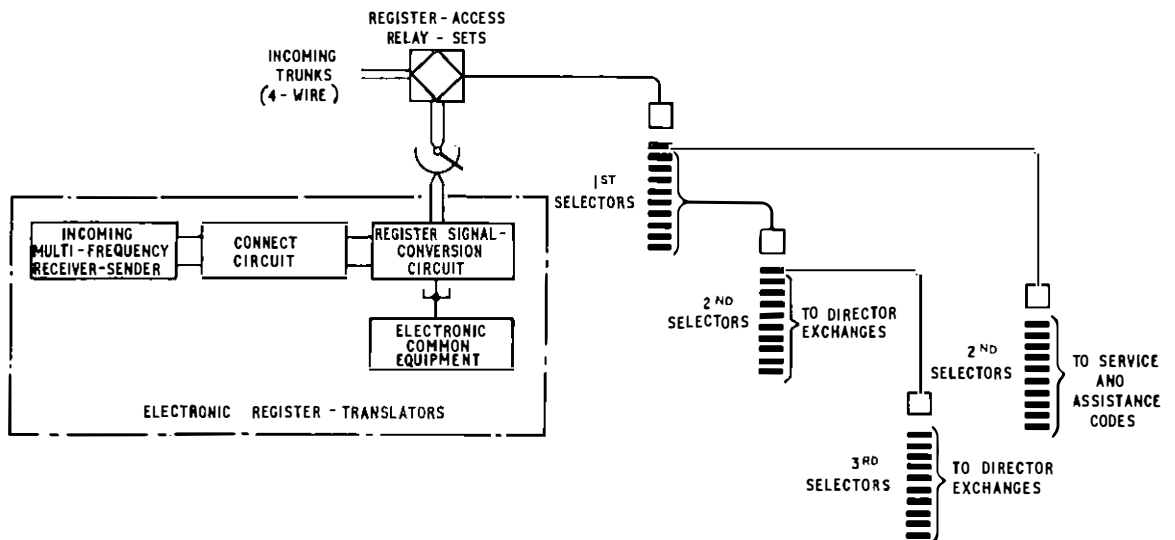 REGISTER-ACCESS
RELAY-SETS
INCOMING
TRUNKS
(4-WIRE)
1ST
SELECTORS
INCOMING
MULTI-FREQUENCY
RECEIVER-SENDER
CONNECT
CIRCUIT
REGISTER SIGNAL-
CONVERSION
CIRCUIT
ELECTRONIC
COMMON
EQUIPMENT
ELECTRONIC REGISTER-TRANSLATORS
2ND
SELECTORS
TO DIRECTOR
EXCHANGES
2ND
SELECTORS
TO SERVICE
AND
ASSISTANCE
CODES
3RD
SELECTORS
TO DIRECTOR
EXCHANGES